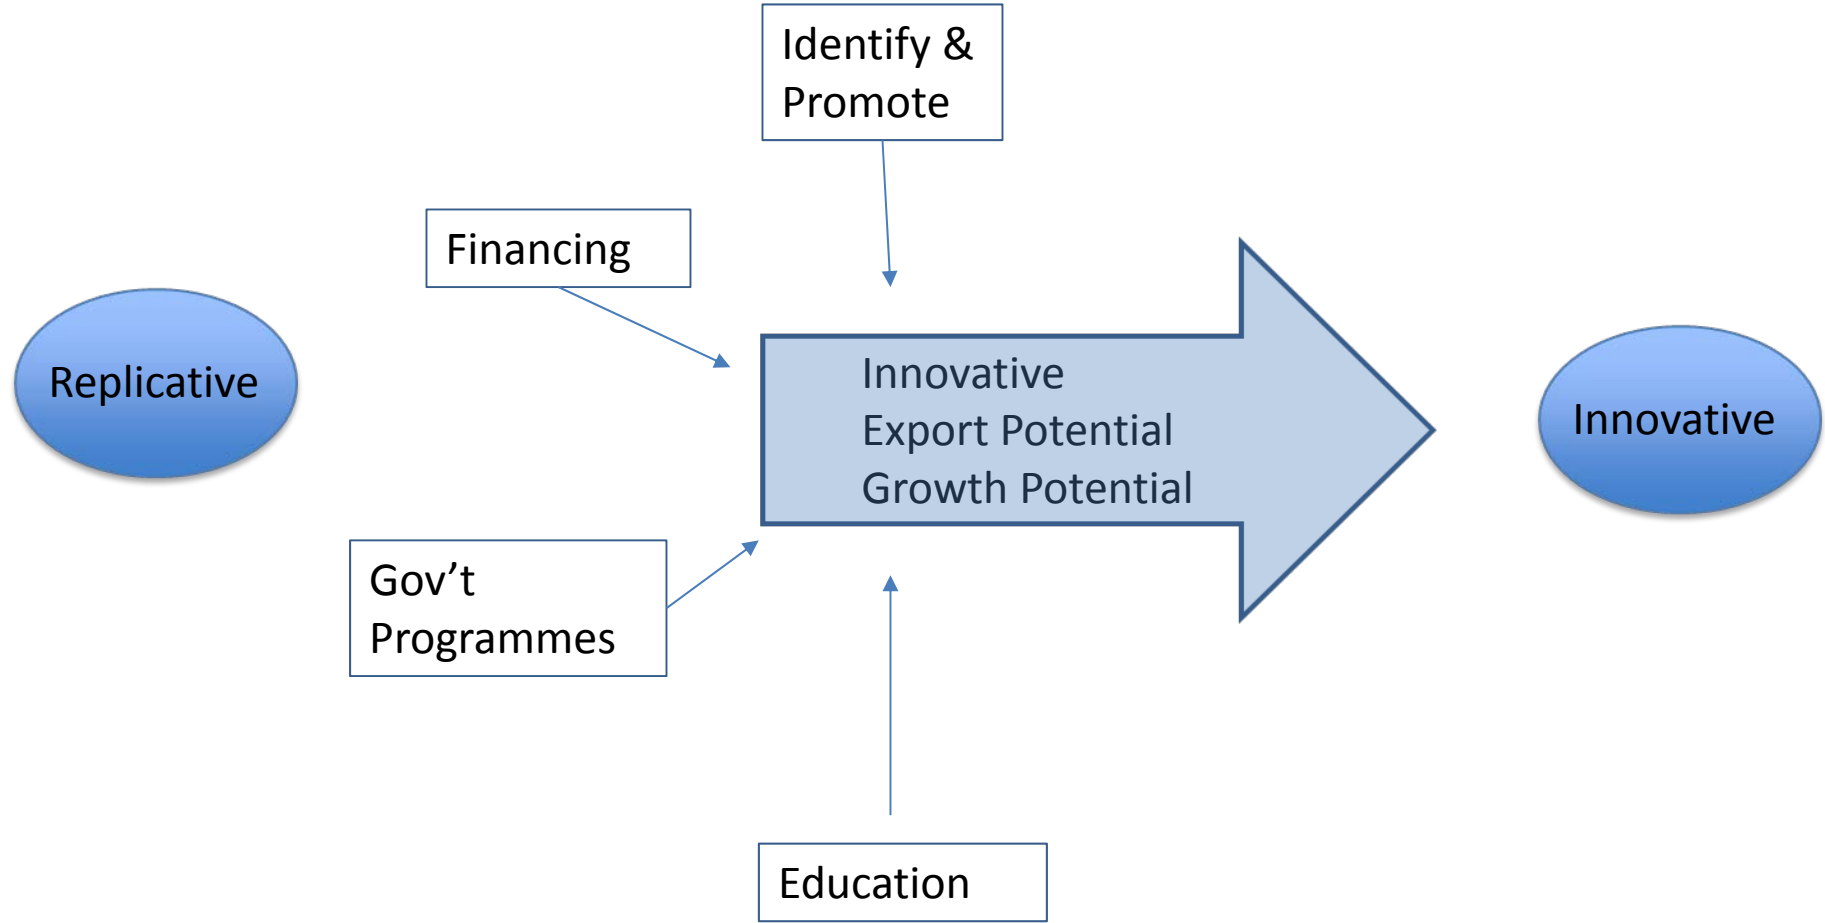 Identify &
Promote
Financing
Replicative
Innovative
Export Potential
Growth Potential
Innovative
Gov’t
Programmes
Education